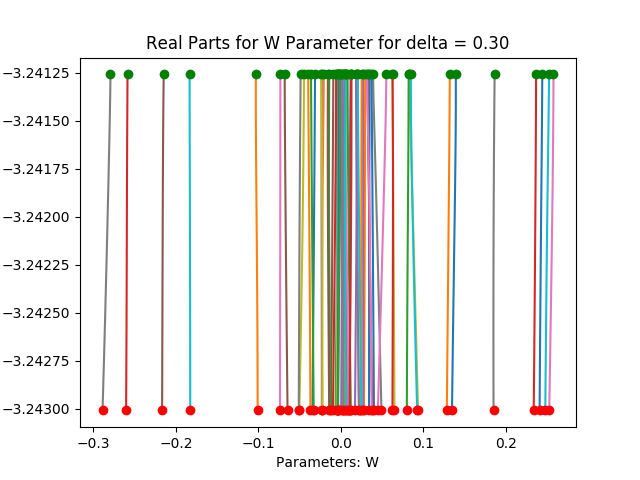 Real Parts for W Parameter for delta = 0.30
−3.24125
−3.24150
−3.24175
−3.24200
−3.24225
−3.24250
−3.24275
−3.24300
−0.3 −0.2 −0.1 0.0 0.1 0.2
Parameters: W